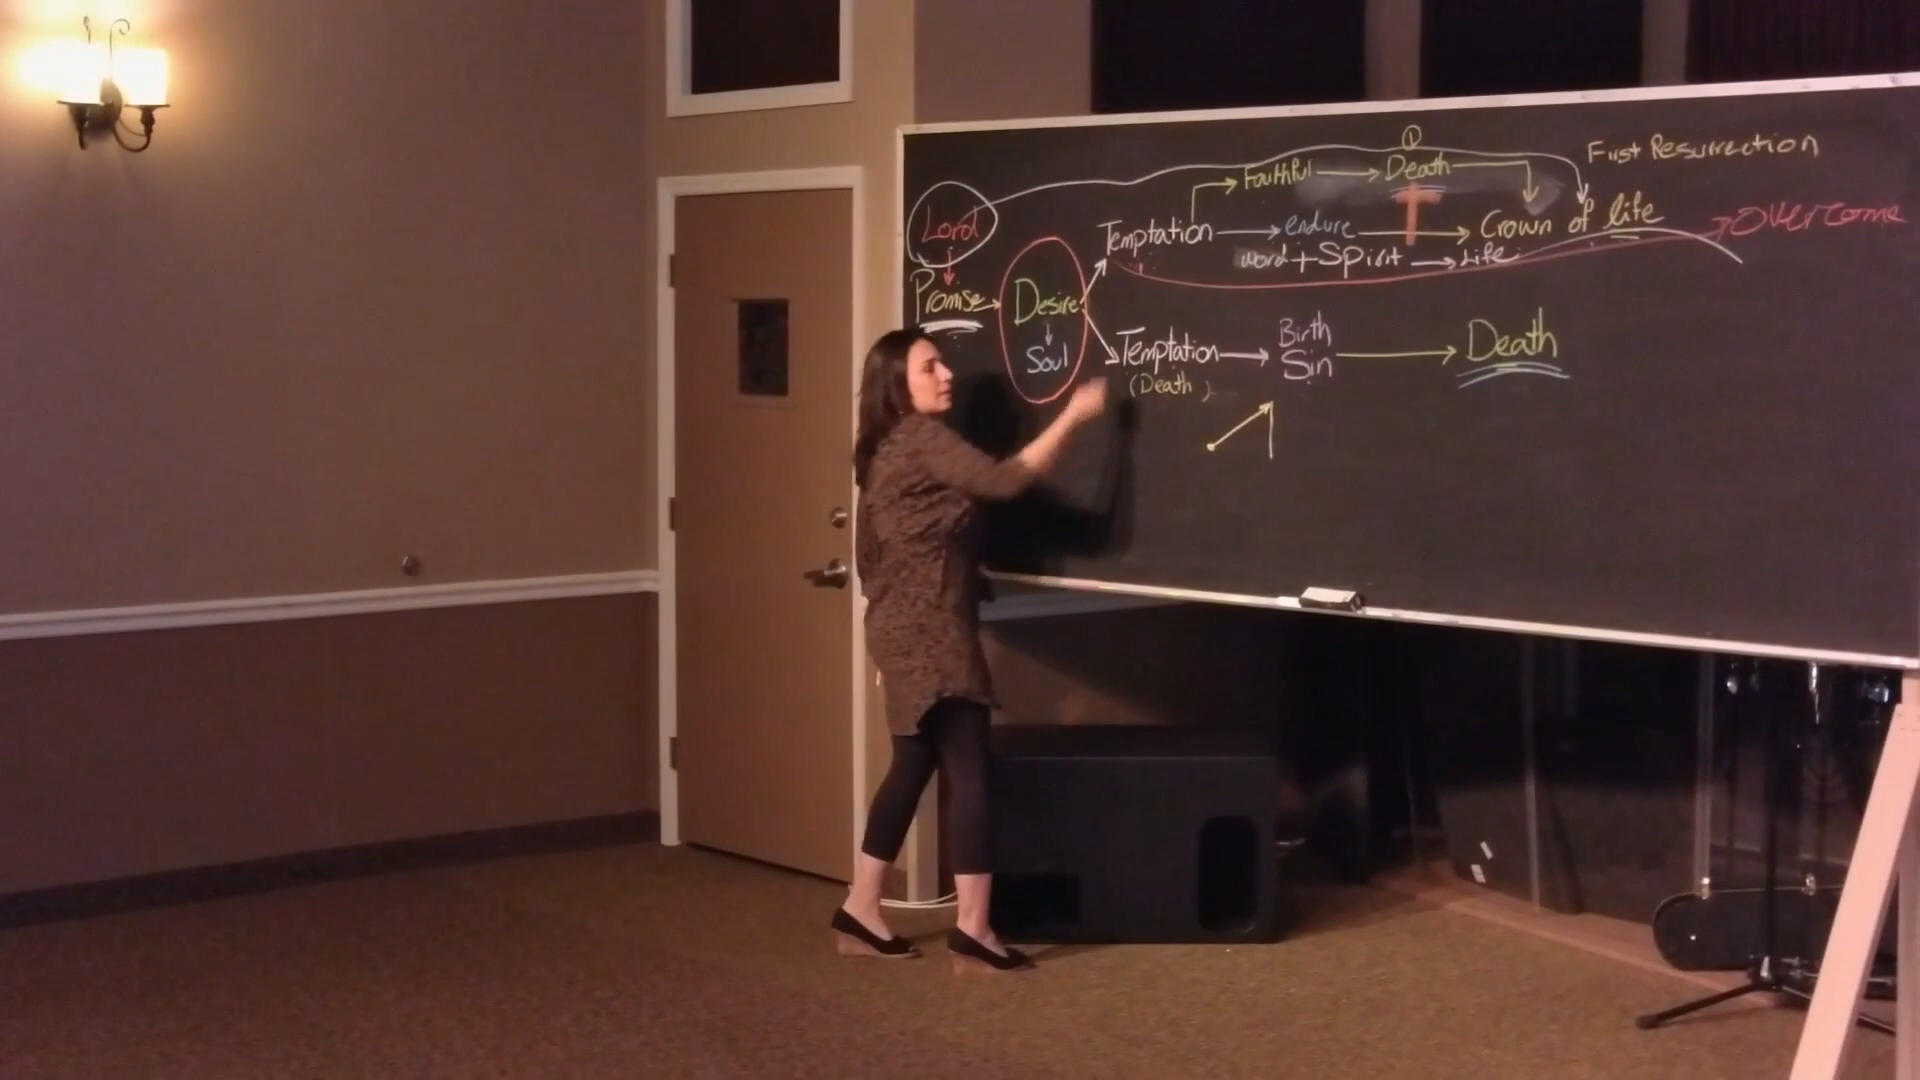 ①
First Resurrection
Faithful → Death
Lord
Temptation → endure → Crown of life
Overcome
word + Spirit → Life
Promise → Desire
Soul
Temptation → Birth
Sin → Death
(Death)